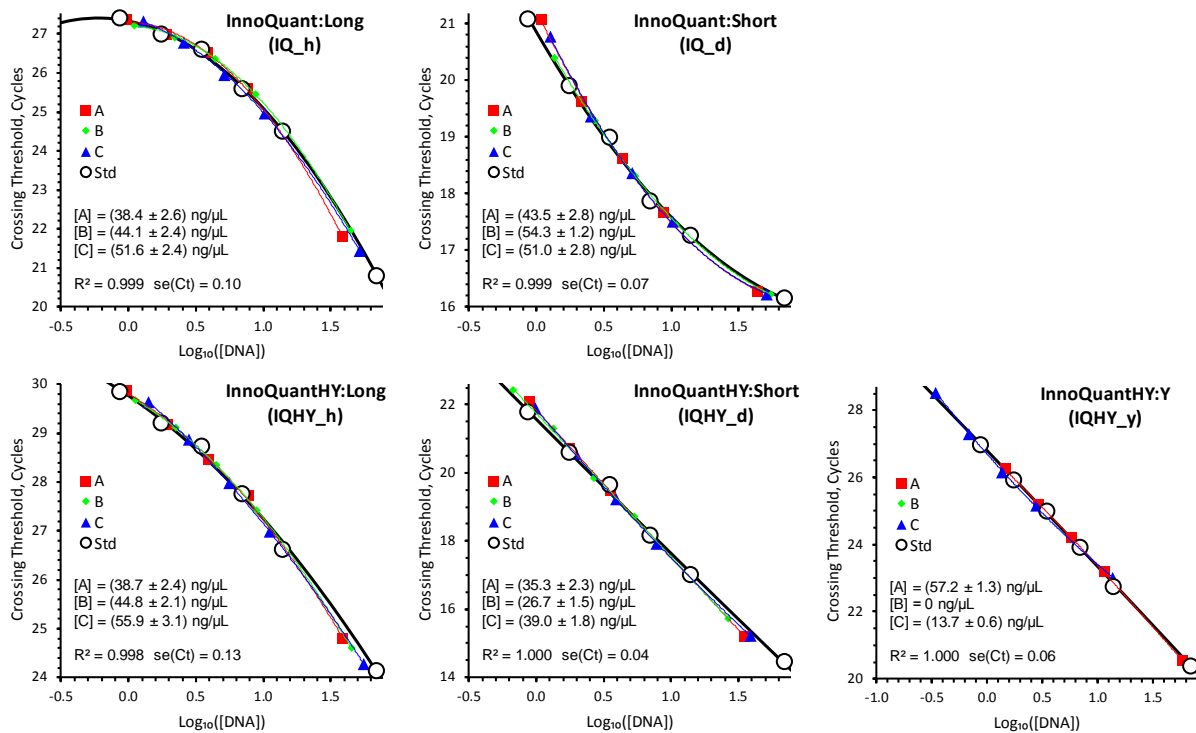 InnoQuant:Long
(IQ_h)
Crossing Threshold, Cycles
27
26
25
24
23
22
21
20
A
B
C
Std
[A] = (38.4 ± 2.6) ng/µL
[B] = (44.1 ± 2.4) ng/µL
[C] = (51.6 ± 2.4) ng/µL
R² = 0.999 se(Ct) = 0.10
-0.5 0.0 0.5 1.0 1.5
Log₁₀([DNA])
InnoQuant:Short
(IQ_d)
Crossing Threshold, Cycles
21
20
19
18
17
16
A
B
C
Std
[A] = (43.5 ± 2.8) ng/µL
[B] = (54.3 ± 1.2) ng/µL
[C] = (51.0 ± 2.8) ng/µL
R² = 0.999 se(Ct) = 0.07
-0.5 0.0 0.5 1.0 1.5
Log₁₀([DNA])
InnoQuantHY:Long
(IQHY_h)
Crossing Threshold, Cycles
30
29
28
27
26
25
24
A
B
C
Std
[A] = (38.7 ± 2.4) ng/µL
[B] = (44.8 ± 2.1) ng/µL
[C] = (55.9 ± 3.1) ng/µL
R² = 0.998 se(Ct) = 0.13
-0.5 0.0 0.5 1.0 1.5
Log₁₀([DNA])
InnoQuantHY:Short
(IQHY_d)
Crossing Threshold, Cycles
22
20
18
16
14
A
B
C
Std
[A] = (35.3 ± 2.3) ng/µL
[B] = (26.7 ± 1.5) ng/µL
[C] = (39.0 ± 1.8) ng/µL
R² = 1.000 se(Ct) = 0.04
-0.5 0.0 0.5 1.0 1.5
Log₁₀([DNA])
InnoQuantHY:Y
(IQHY_y)
Crossing Threshold, Cycles
28
26
24
22
20
A
B
C
Std
[A] = (57.2 ± 1.3) ng/µL
[B] = 0 ng/µL
[C] = (13.7 ± 0.6) ng/µL
R² = 1.000 se(Ct) = 0.06
-1.0 -0.5 0.0 0.5 1.0 1.5
Log₁₀([DNA])